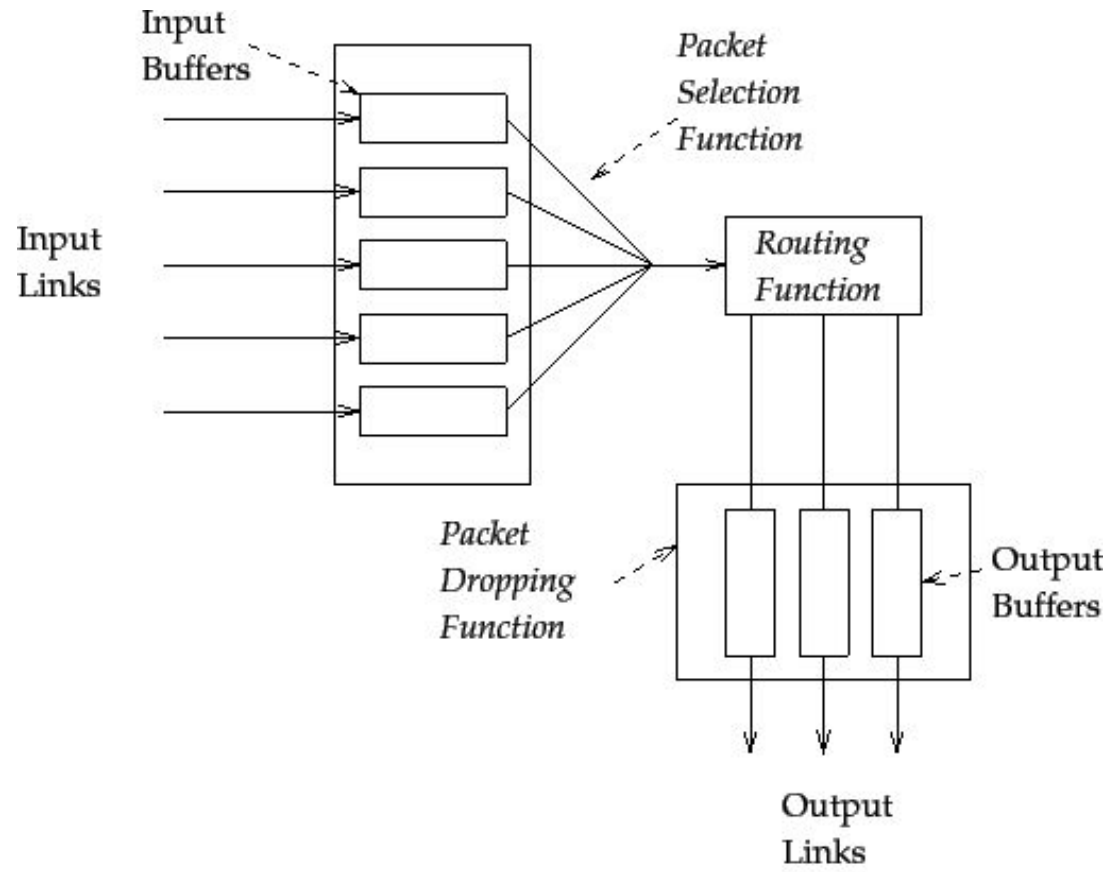 Input
Buffers
Packet
Selection
Function
Input
Links
Routing
Function
Packet
Dropping
Function
Output
Buffers
Output
Links